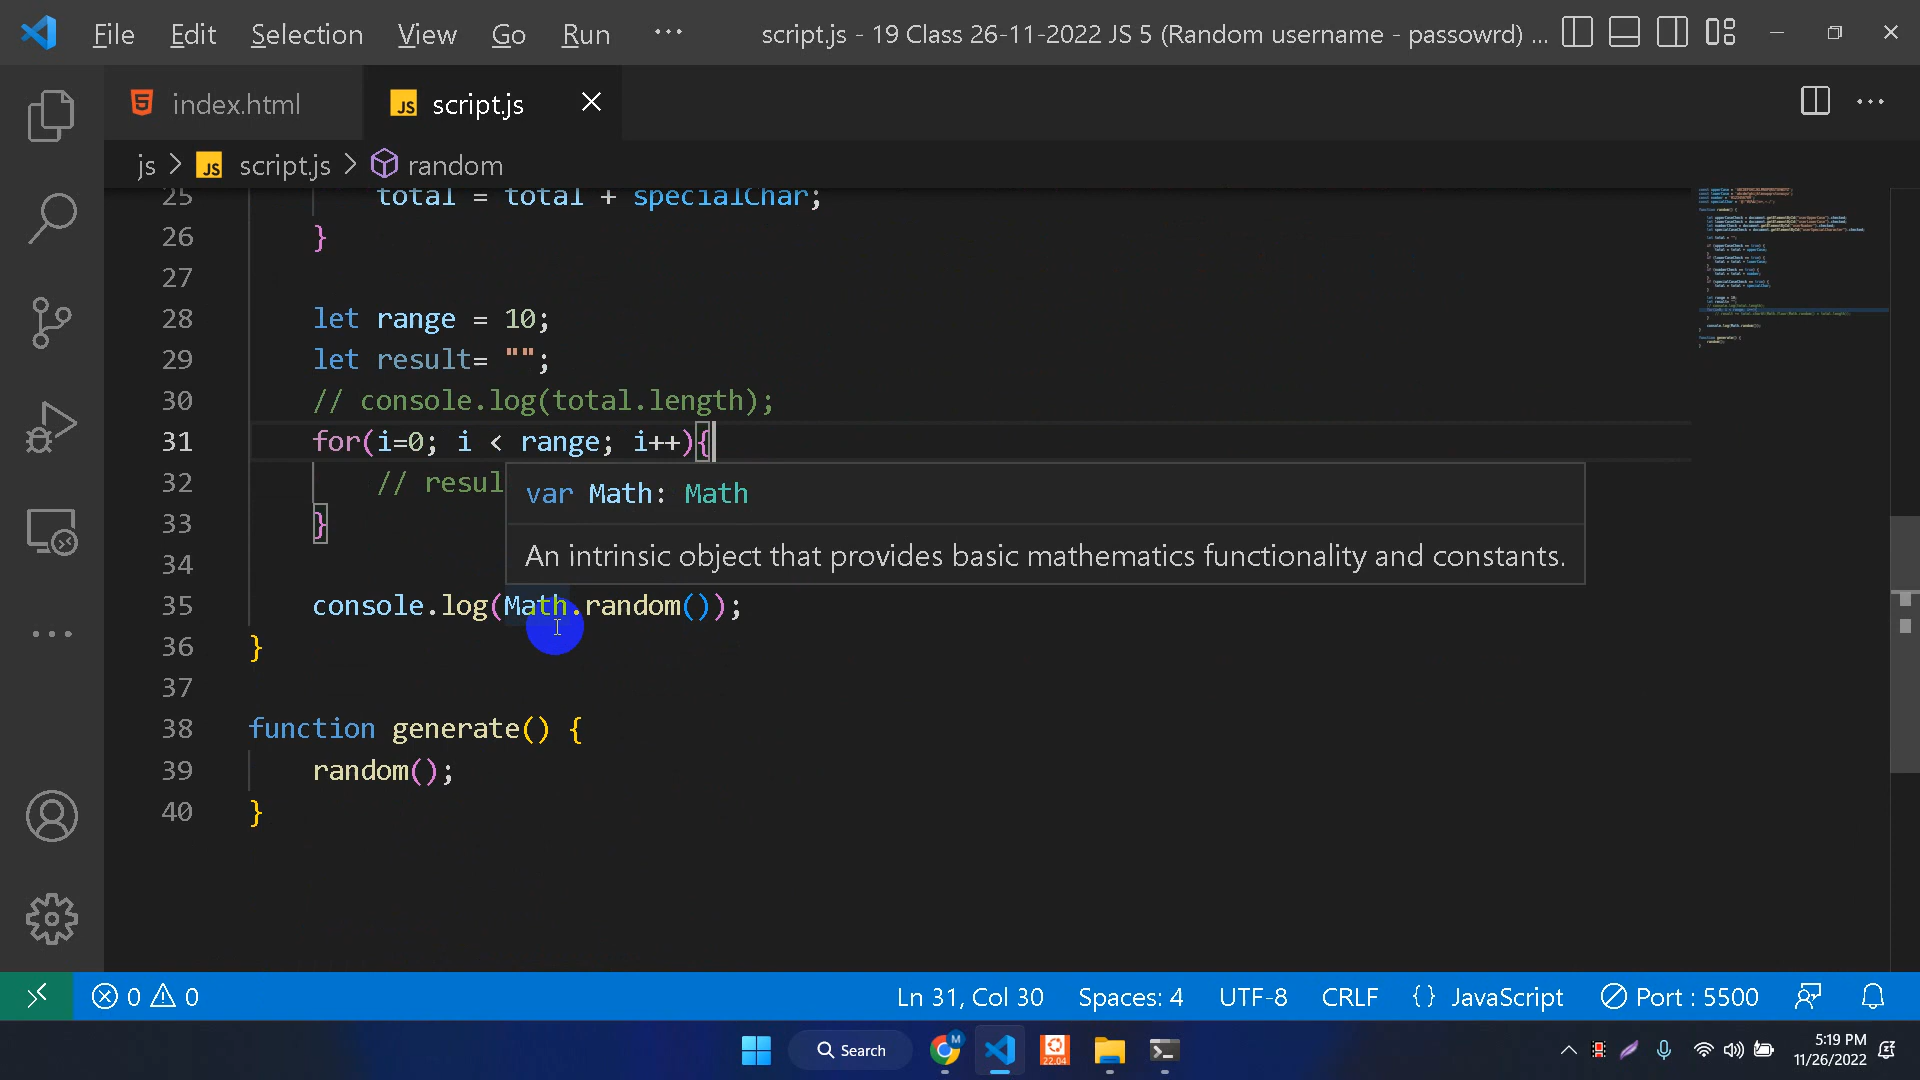 File Edit Selection View Go Run ··· script.js - 19 Class 26-11-2022 JS 5 (Random username - passowrd) ...
index.html JS script.js
js > JS script.js > random
25 total = total + specialChar;
26 }
27
28 let range = 10;
29 let result= "";
30 // console.log(total.length);
31 for(i=0; i < range; i++){
32 // resul
var Math: Math
33 }
An intrinsic object that provides basic mathematics functionality and constants.
34
35 console.log(Math.random());
36 }
37
38 function generate() {
39 random();
40 }
0 0 Ln 31, Col 30 Spaces: 4 UTF-8 CRLF {} JavaScript Port : 5500
Search M 22.04 5:19 PM
11/26/2022